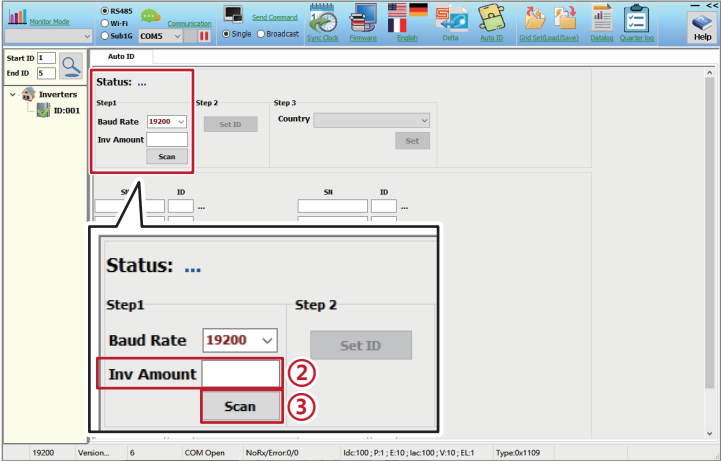 Monitor Mode
RS485
Wi-Fi
Sub1G
COM5
Communication
Send Command
Single
Broadcast
Sync Clock
Firmware
English
Delta
Auto ID
Grid Set(Load/Save)
Datalog
Quarter log
— <<
Help
Start ID 1
End ID 5
Inverters
ID:001
Auto ID
Status: ...
Step1
Step 2
Step 3
Baud Rate 19200
Set ID
Country
Inv Amount
Set
Scan
ID
SN
ID
...
...
Status: ...
Step1
Step 2
Baud Rate 19200
Set ID
Inv Amount
②
Scan
③
19200
Version...
6
COM Open
NoRx/Error:0/0
Idc:100 ; P:1 ; E:10 ; Iac:100 ; V:10 ; EL:1
Type:0x1109